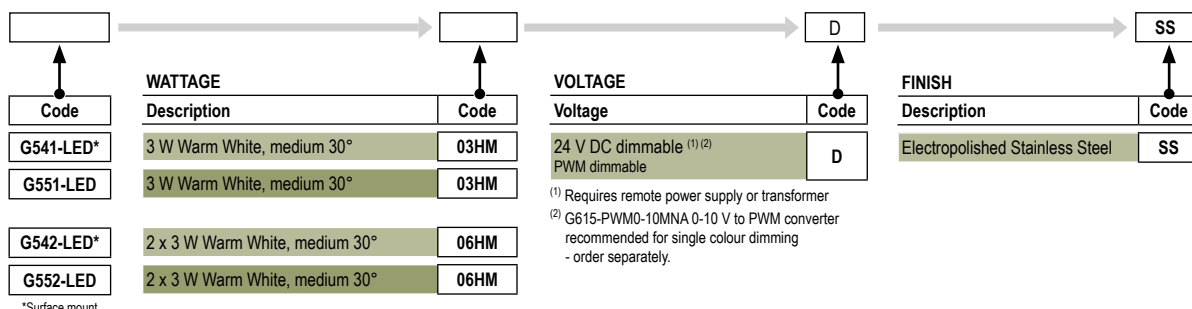 D SS
WATTAGE VOLTAGE FINISH
Code Description Code Voltage Code Description Code
G541-LED* 3 W Warm White, medium 30° 03HM 24 V DC dimmable (1) (2) D Electropolished Stainless Steel SS
PWM dimmable
G551-LED 3 W Warm White, medium 30° 03HM
(1) Requires remote power supply or transformer
(2) G615-PWM0-10MNA 0-10 V to PWM converter
recommended for single colour dimming
- order separately.
G542-LED* 2 x 3 W Warm White, medium 30° 06HM
G552-LED 2 x 3 W Warm White, medium 30° 06HM
*Surface mount